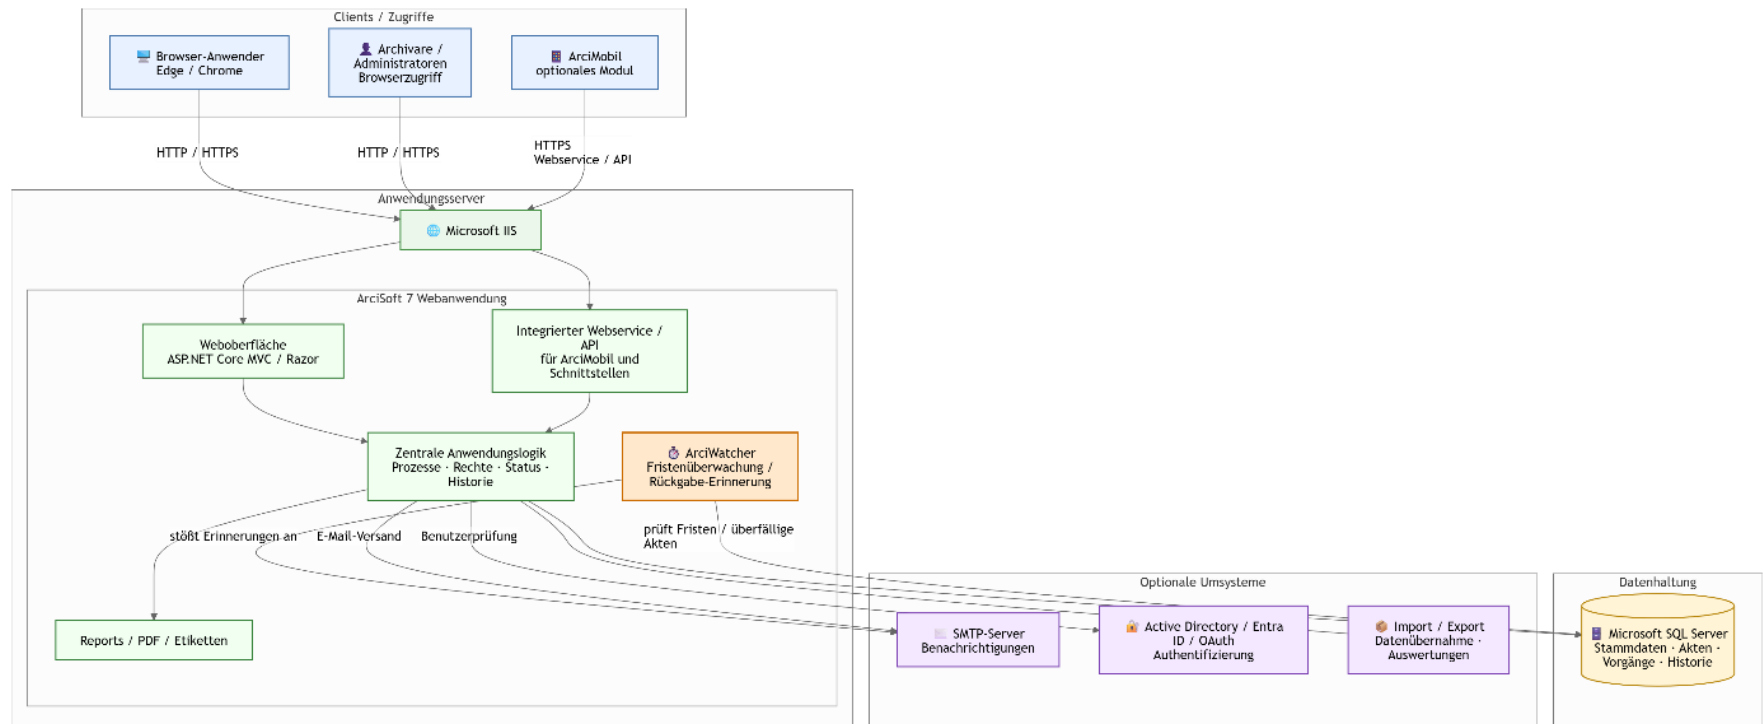 Clients / Zugriffe
Browser-Anwender
Edge / Chrome
Archivare /
Administratoren
Browserzugriff
ArciMobil
optionales Modul
HTTP / HTTPS
HTTP / HTTPS
HTTPS
Webservice / API
Anwendungsserver
Microsoft IIS
ArciSoft 7 Webanwendung
Weboberfläche
ASP.NET Core MVC / Razor
Integrierter Webservice /
API
für ArciMobil und
Schnittstellen
Zentrale Anwendungslogik
Prozesse · Rechte · Status ·
Historie
ArciWatcher
Fristenüberwachung /
Rückgabe-Erinnerung
stößt Erinnerungen an
E-Mail-Versand
Benutzerprüfung
prüft Fristen / überfällige
Akten
Reports / PDF / Etiketten
Optionale Umsysteme
SMTP-Server
Benachrichtigungen
Active Directory / Entra
ID / OAuth
Authentifizierung
Import / Export
Datenübernahme ·
Auswertungen
Datenhaltung
Microsoft SQL Server
Stammdaten · Akten ·
Vorgänge · Historie